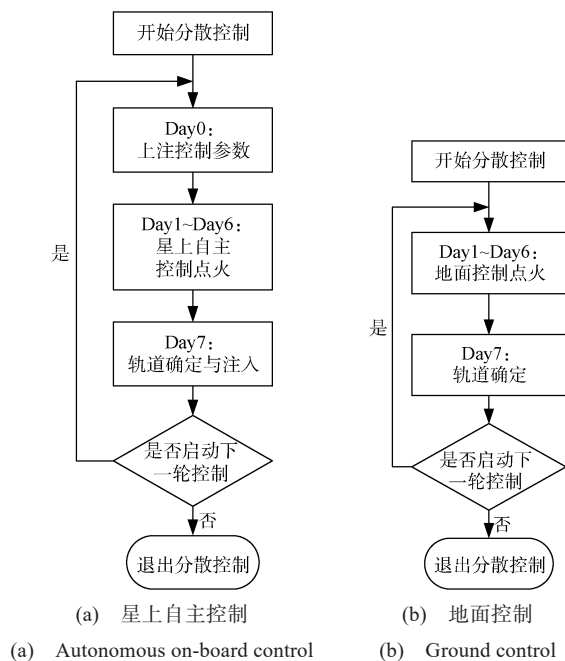 开始分散控制
Day0：
上注控制参数
Day1~Day6：
星上自主
控制点火
是
Day7：
轨道确定与注入
是否启动下
一轮控制
否
退出分散控制
(a) 星上自主控制
(a) Autonomous on-board control
开始分散控制
Day1~Day6：
地面控制点火
是
Day7：
轨道确定
是否启动下
一轮控制
否
退出分散控制
(b) 地面控制
(b) Ground control